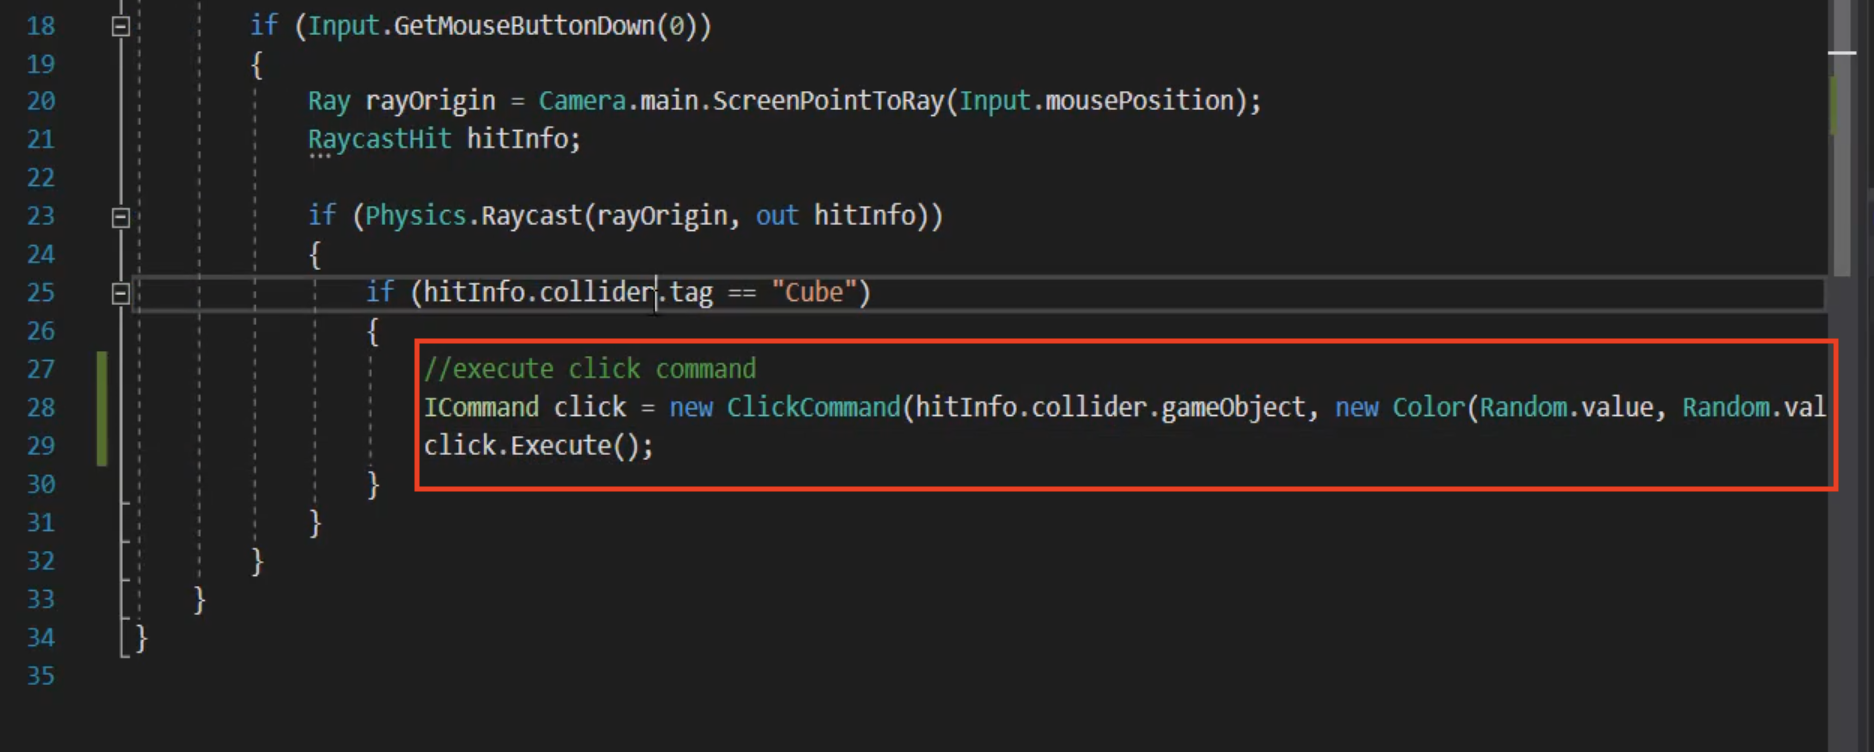 18 if (Input.GetMouseButtonDown(0))
19 {
20 Ray rayOrigin = Camera.main.ScreenPointToRay(Input.mousePosition);
21 RaycastHit hitInfo;
22
23 if (Physics.Raycast(rayOrigin, out hitInfo))
24 {
25 if (hitInfo.collider.tag == "Cube")
26 {
27 //execute click command
28 ICommand click = new ClickCommand(hitInfo.collider.gameObject, new Color(Random.value, Random.val
29 click.Execute();
30 }
31 }
32 }
33 }
34 }
35